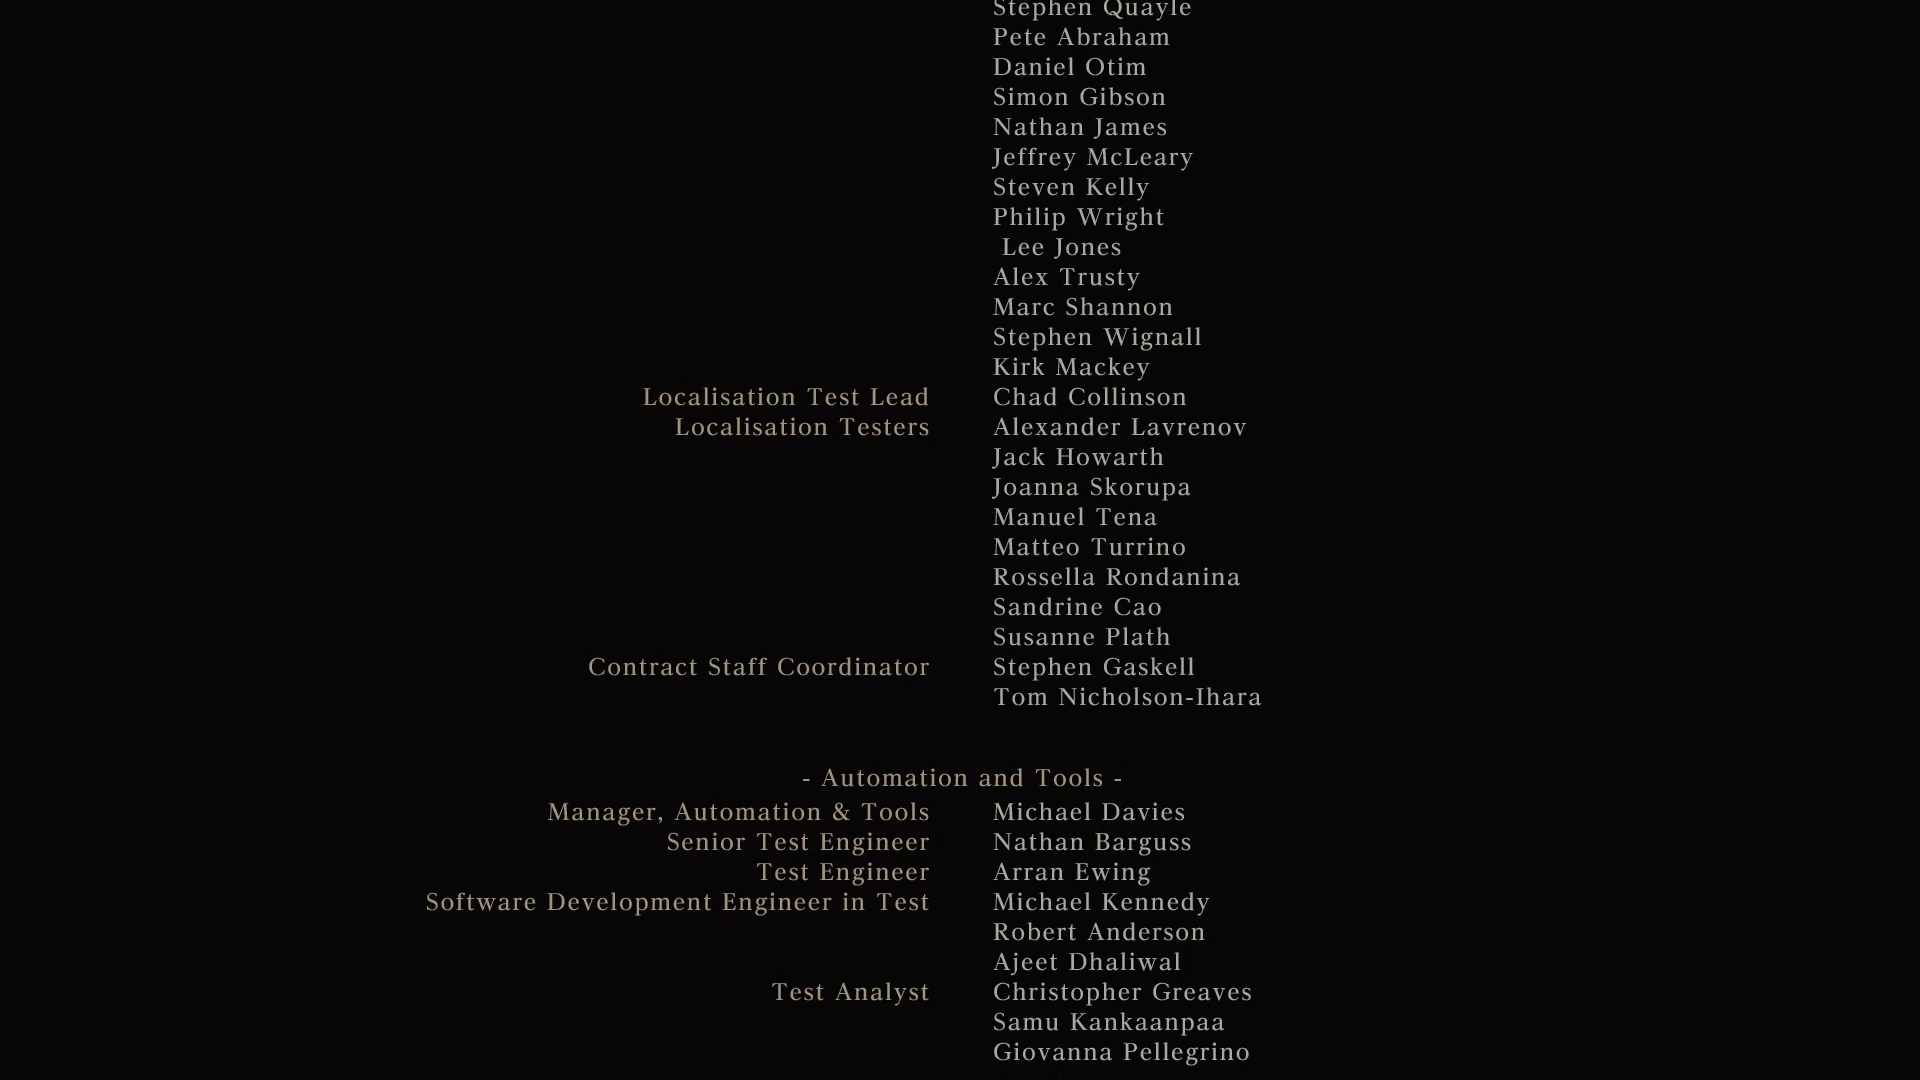 Stephen Quayle
Pete Abraham
Daniel Otim
Simon Gibson
Nathan James
Jeffrey McLeary
Steven Kelly
Philip Wright
Lee Jones
Alex Trusty
Marc Shannon
Stephen Wignall
Kirk Mackey
Localisation Test Lead Chad Collinson
Localisation Testers Alexander Lavrenov
Jack Howarth
Joanna Skorupa
Manuel Tena
Matteo Turrino
Rossella Rondanina
Sandrine Cao
Susanne Plath
Contract Staff Coordinator Stephen Gaskell
Tom Nicholson-Ihara
- Automation and Tools -
Manager, Automation & Tools Michael Davies
Senior Test Engineer Nathan Barguss
Test Engineer Arran Ewing
Software Development Engineer in Test Michael Kennedy
Robert Anderson
Ajeet Dhaliwal
Test Analyst Christopher Greaves
Samu Kankaanpaa
Giovanna Pellegrino